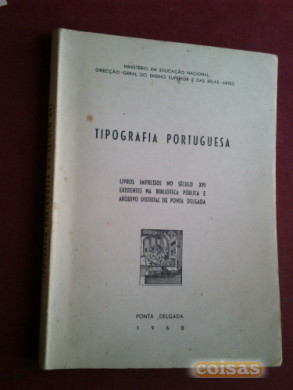 MINISTÉRIO DA EDUCAÇÃO NACIONAL
DIRECÇÃO-GERAL DO ENSINO SUPERIOR E DAS BELAS ARTES
TIPOGRAFIA PORTUGUESA
LIVROS IMPRESSOS NO SÉCULO XVI
EXISTENTES NA BIBLIOTECA PÚBLICA E
ARQUIVO DISTRITAL DE PONTA DELGADA
PONTA DELGADA
1968
coisas